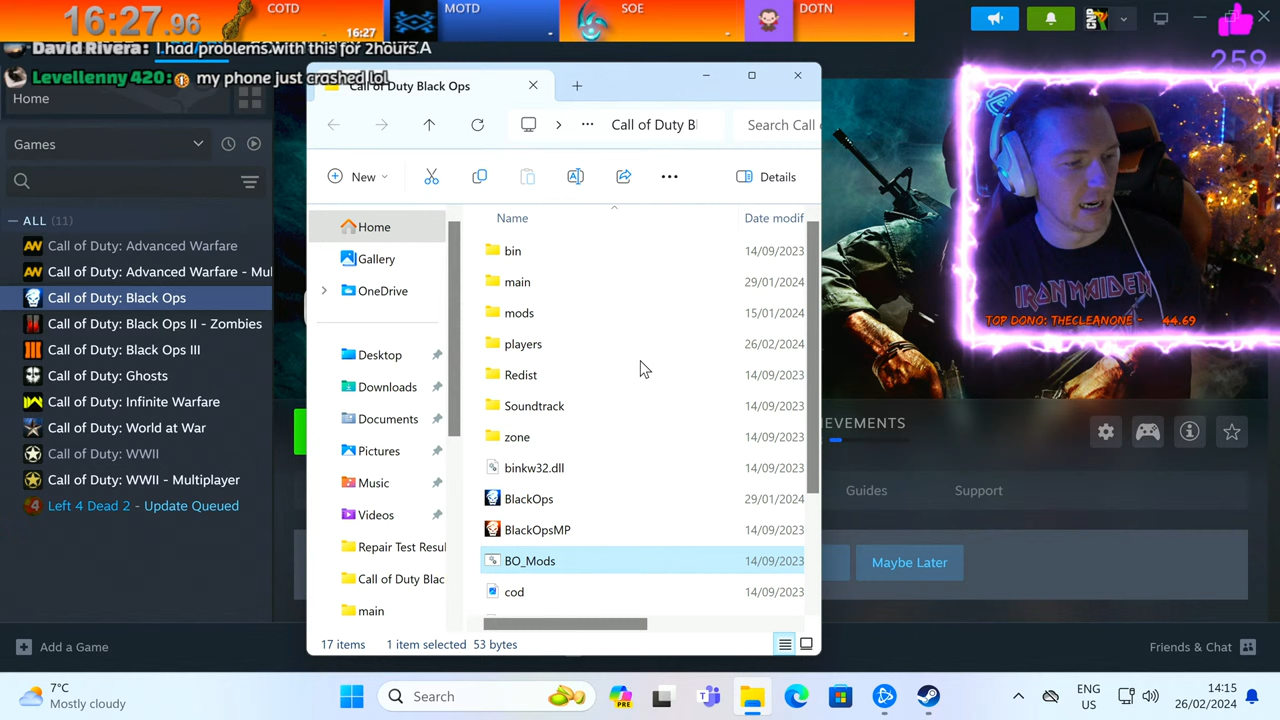 16:27.96
COTD
16:27
MOTD
-
SOE
-
DOTN
-
David Rivera: I had problems with this for 2hours.
Levellenny 420: my phone just crashed lol
259
Home
Games
ALL (11)
Call of Duty: Advanced Warfare
Call of Duty: Advanced Warfare - Mul
Call of Duty: Black Ops
Call of Duty: Black Ops II - Zombies
Call of Duty: Black Ops III
Call of Duty: Ghosts
Call of Duty: Infinite Warfare
Call of Duty: World at War
Call of Duty: WWII
Call of Duty: WWII - Multiplayer
Left 4 Dead 2 - Update Queued
Add a Game
Call of Duty Black Ops
Call of Duty Bl
Search Call o
New
Details
Home
Gallery
OneDrive
Desktop
Downloads
Documents
Pictures
Music
Videos
Repair Test Resul
Call of Duty Blac
main
Name
Date modif
bin 14/09/2023
main 29/01/2024
mods 15/01/2024
players 26/02/2024
Redist 14/09/2023
Soundtrack 14/09/2023
zone 14/09/2023
binkw32.dll 14/09/2023
BlackOps 29/01/2024
BlackOpsMP 14/09/2023
BO_Mods 14/09/2023
cod 14/09/2023
17 items 1 item selected 53 bytes
IRON MAIDEN
TOP DONO: THECLEANONE - 44.69
EVEMENTS
Guides
Support
Maybe Later
Friends & Chat
7°C
Mostly cloudy
Search
PRE
ENG
US
14:15
26/02/2024